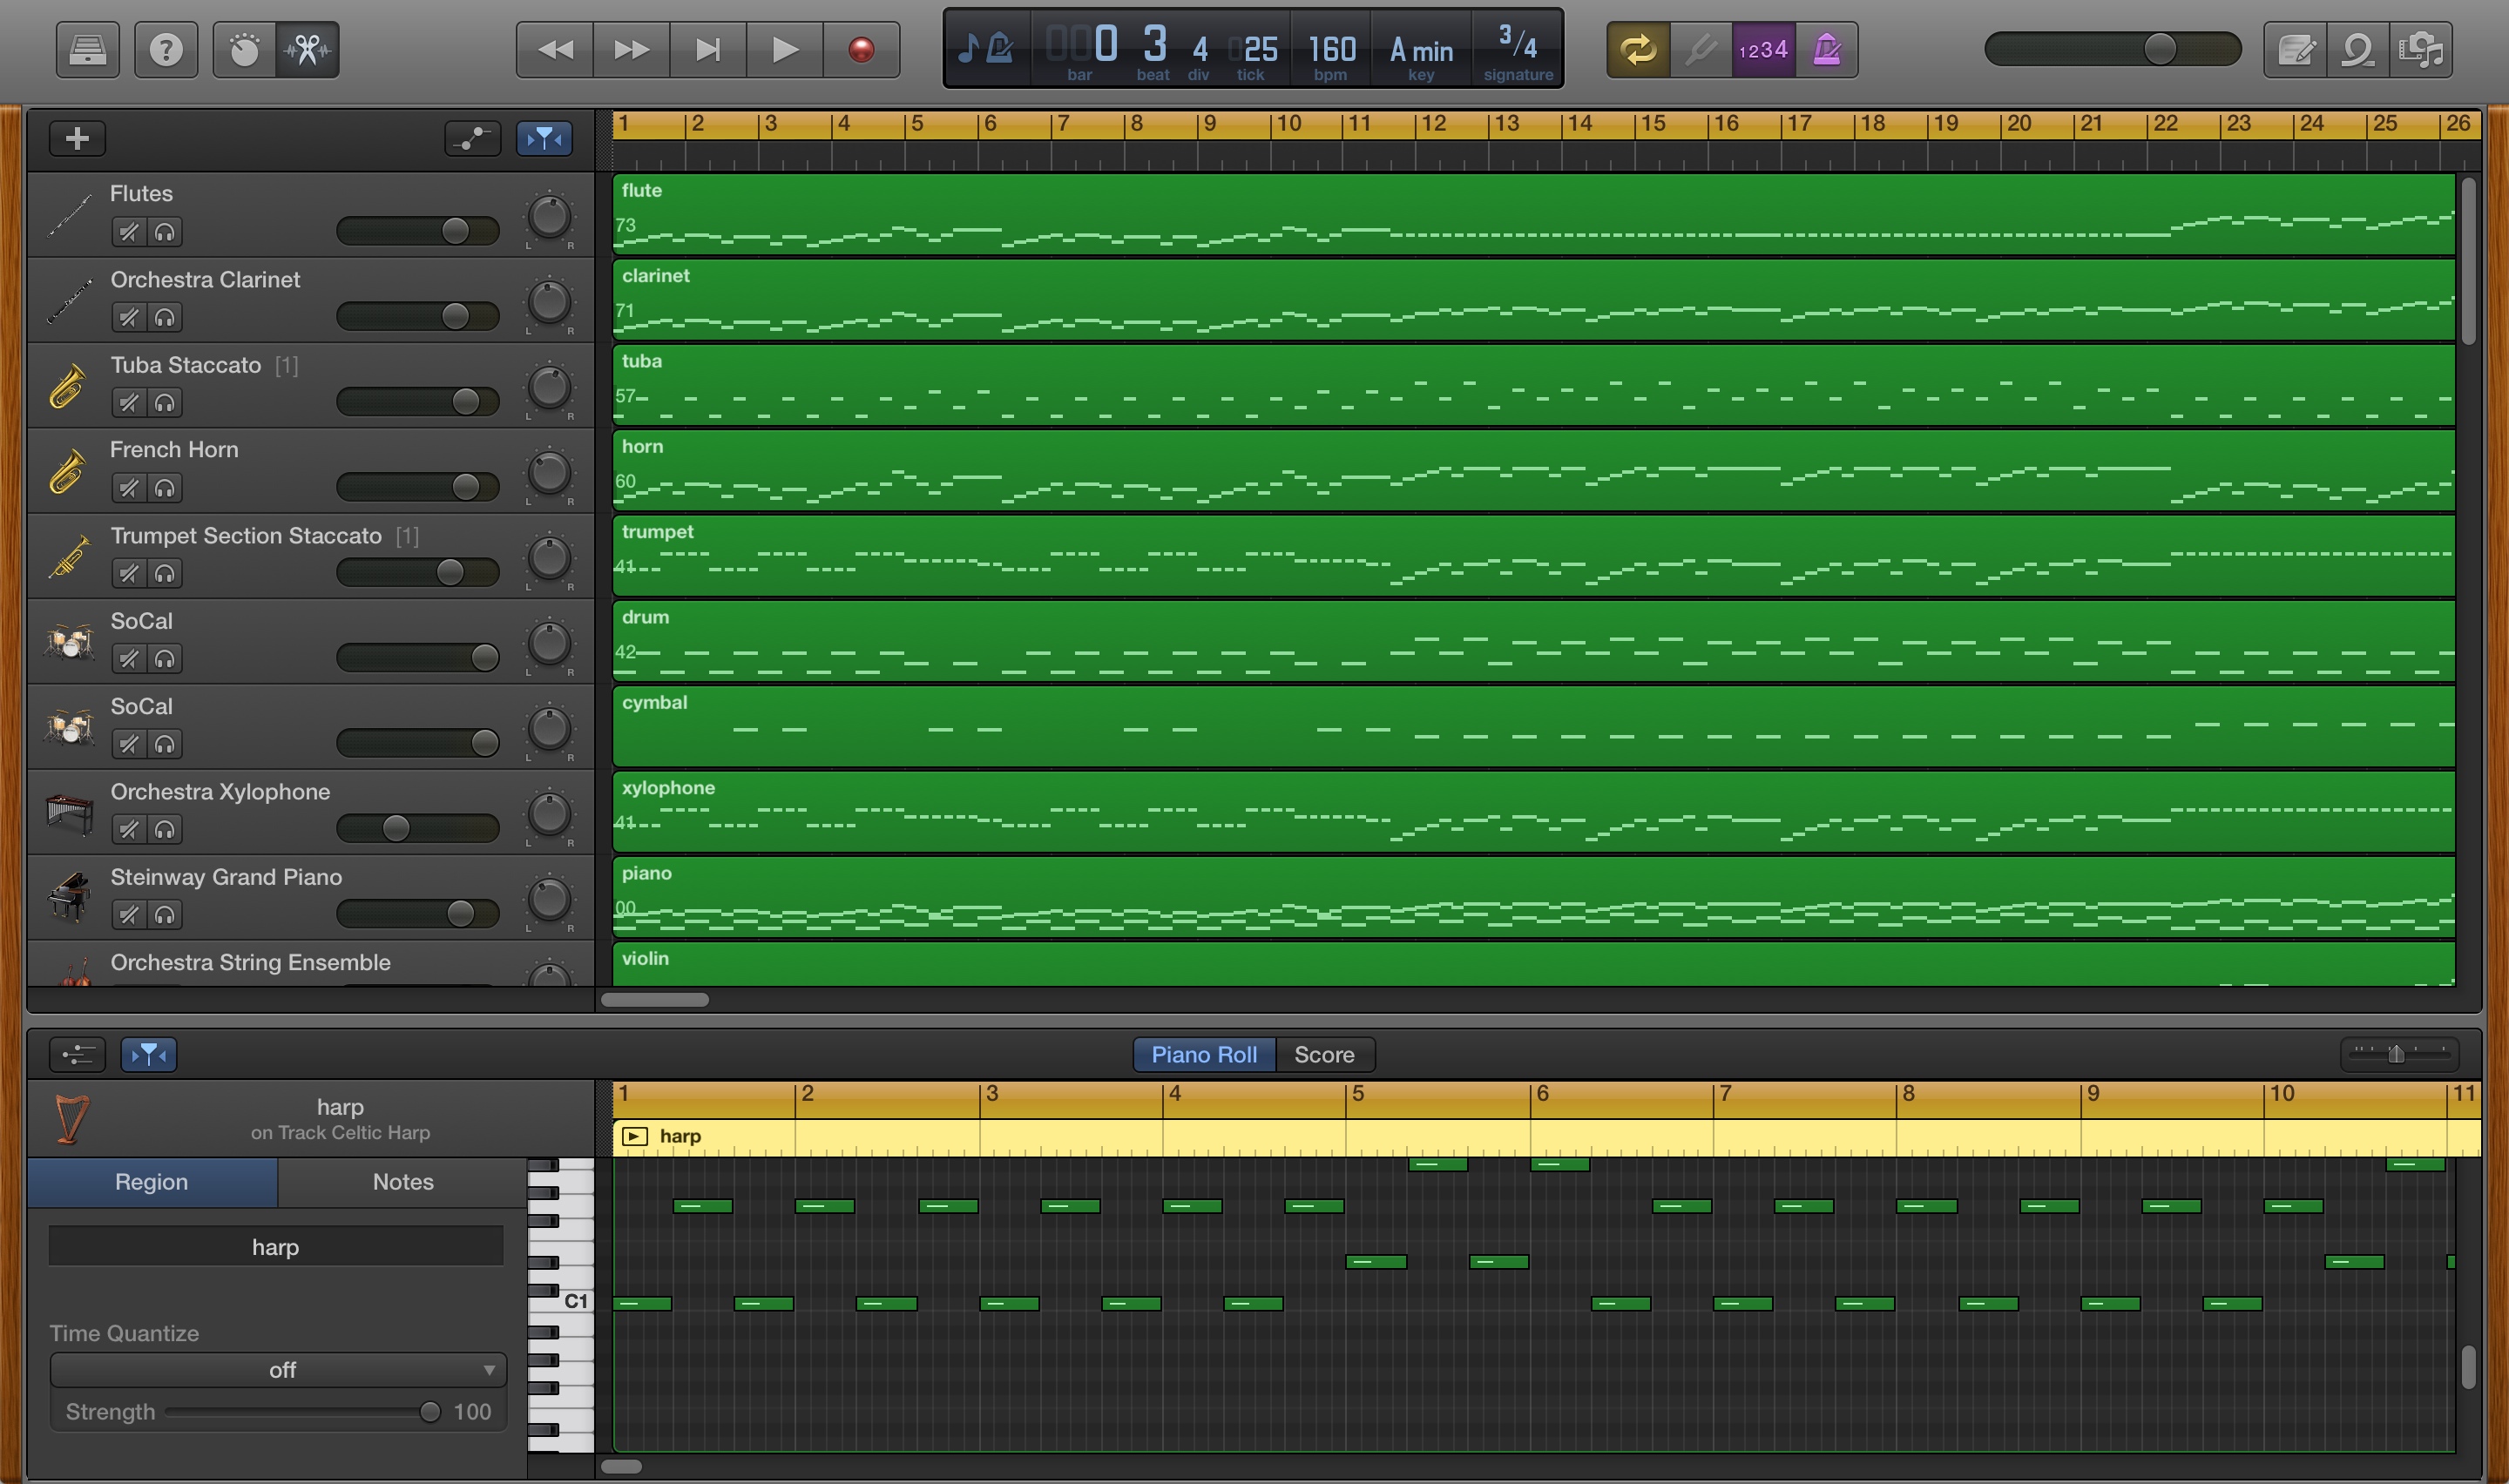 000 3 4 025 160 A min 3/4
bar beat div tick bpm key signature
1234
1 2 3 4 5 6 7 8 9 10 11 12 13 14 15 16 17 18 19 20 21 22 23 24 25 26
Flutes
L R
flute
73
Orchestra Clarinet
L R
clarinet
71
Tuba Staccato [1]
L R
tuba
57
French Horn
L R
horn
60
Trumpet Section Staccato [1]
L R
trumpet
41
SoCal
L R
drum
42
SoCal
L R
cymbal
Orchestra Xylophone
L R
xylophone
41
Steinway Grand Piano
L R
piano
00
Orchestra String Ensemble
violin
Piano Roll Score
harp
on Track Celtic Harp
1 2 3 4 5 6 7 8 9 10 11
harp
Region Notes
harp
C1
Time Quantize
off
Strength 100